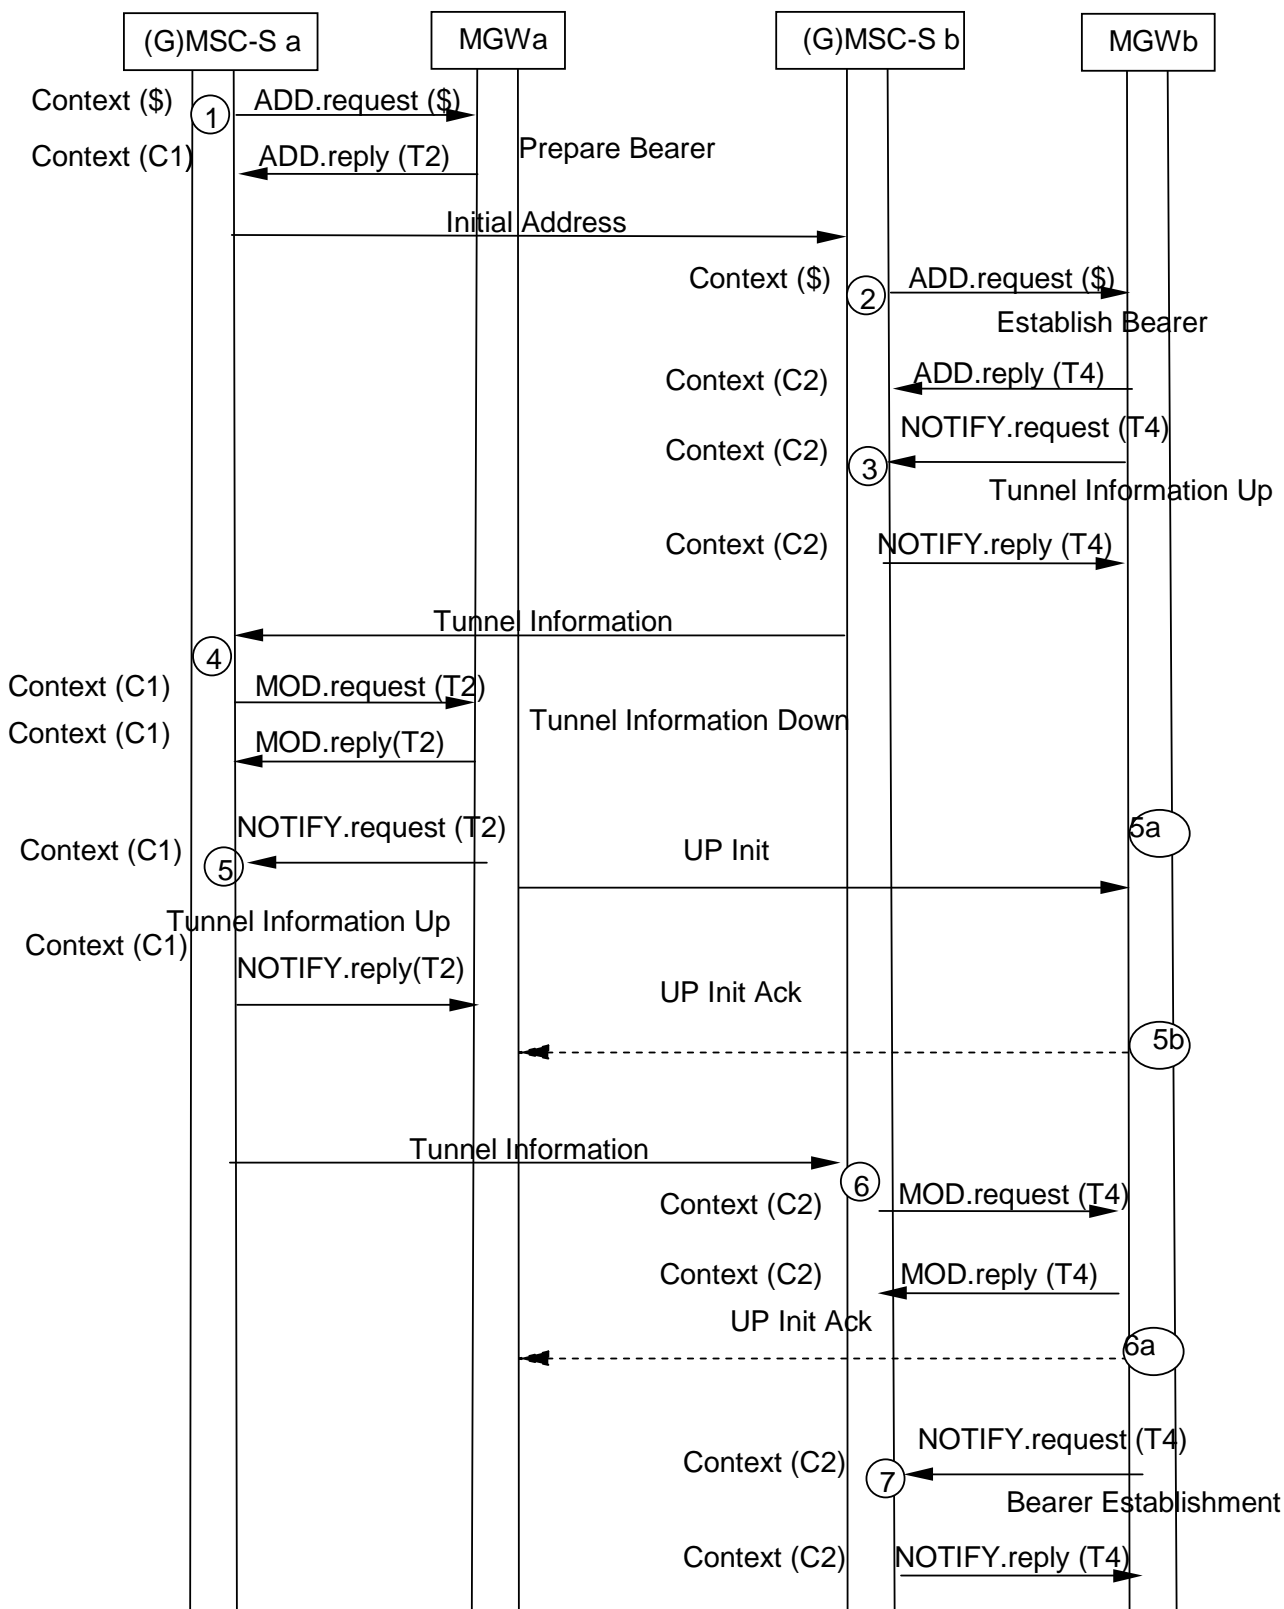 (G)MSC-S a
MGWa
(G)MSC-S b
MGWb
Context ($)
1
ADD.request ($)
Context (C1)
ADD.reply (T2)
Prepare Bearer
Initial Address
Context ($)
2
ADD.request ($)
Establish Bearer
Context (C2)
ADD.reply (T4)
NOTIFY.request (T4)
Context (C2)
3
Tunnel Information Up
Context (C2)
NOTIFY.reply (T4)
Tunnel Information
4
Context (C1)
MOD.request (T2)
Tunnel Information Down
Context (C1)
MOD.reply(T2)
NOTIFY.request (T2)
5a
Context (C1)
5
UP Init
Tunnel Information Up
Context (C1)
NOTIFY.reply(T2)
UP Init Ack
5b
Tunnel Information
6
Context (C2)
MOD.request (T4)
Context (C2)
MOD.reply (T4)
UP Init Ack
6a
NOTIFY.request (T4)
Context (C2)
7
Bearer Establishment
Context (C2)
NOTIFY.reply (T4)